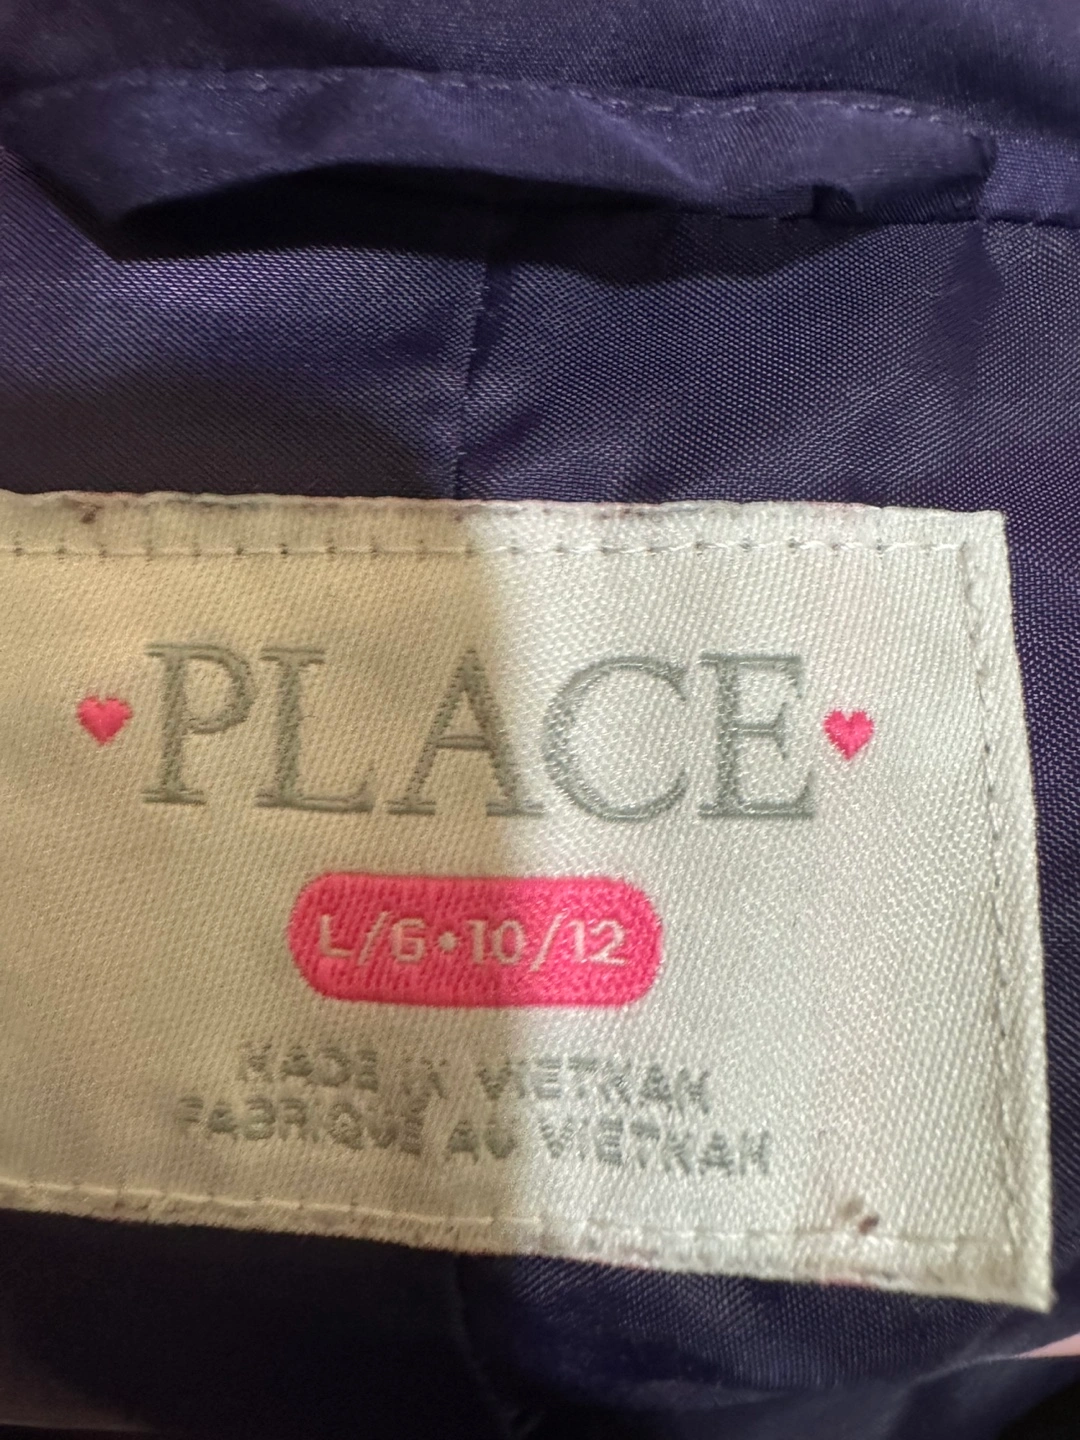 PLACE
L/G•10/12
MADE IN VIETNAM
FABRIQUÉ AU VIETNAM